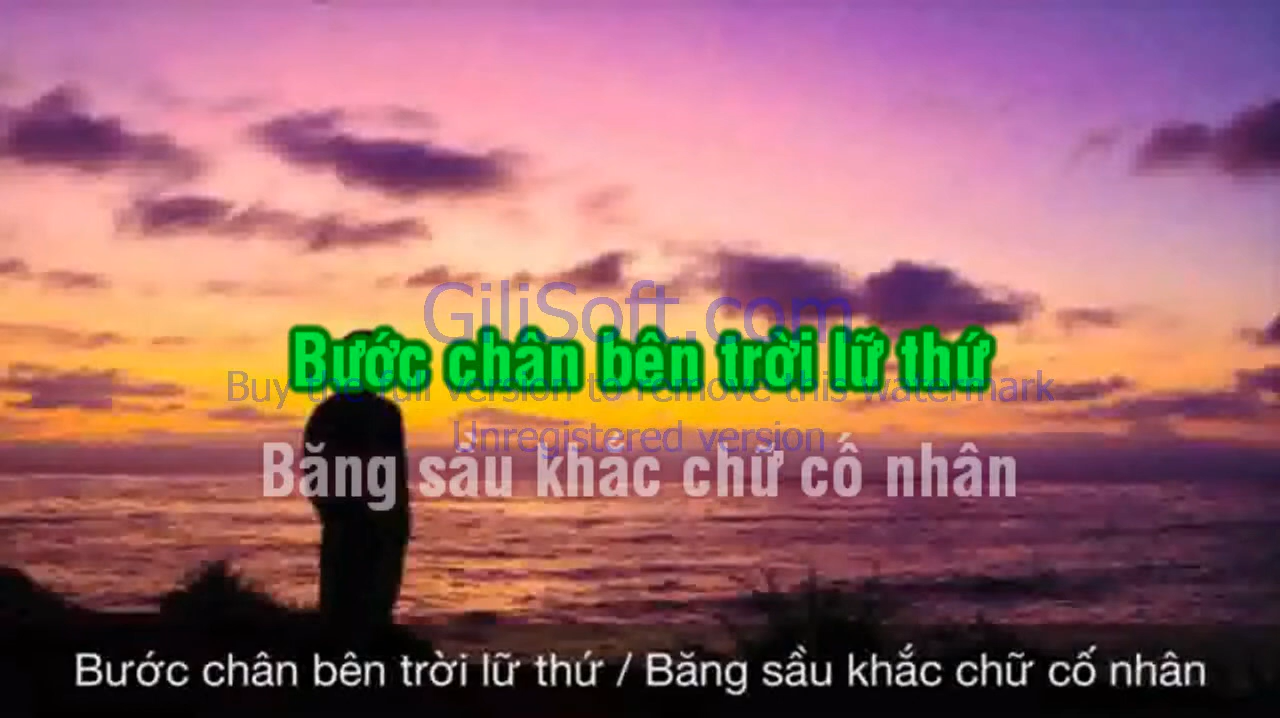 GiliSoft.com
Bước chân bên trời lữ thứ
Buy the full version to remove this watermark
Unregistered version
Băng sầu khắc chữ cố nhân
Bước chân bên trời lữ thứ / Băng sầu khắc chữ cố nhân